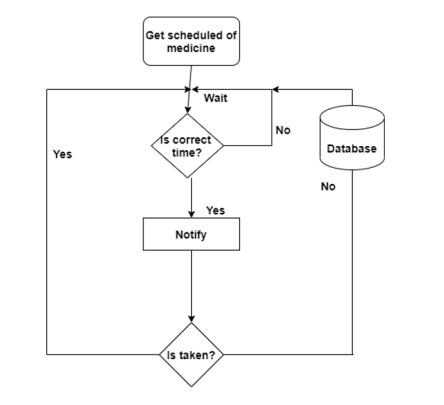 Get scheduled of
medicine
Wait
Is correct
time?
No
Database
Yes
No
Yes
Notify
Is taken?